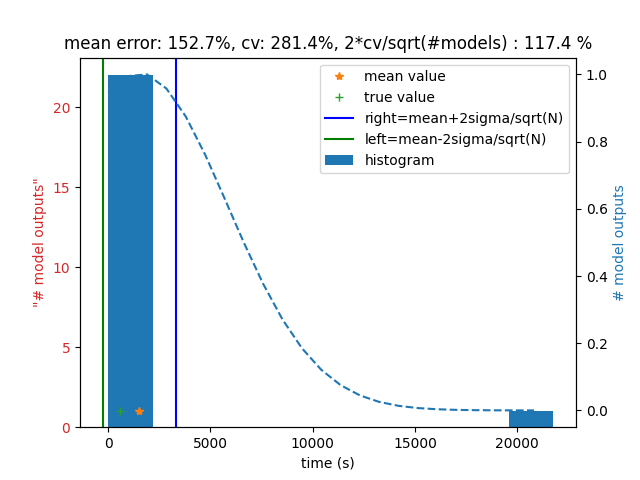 mean error: 152.7%, cv: 281.4%, 2*cv/sqrt(#models) : 117.4 %
mean value
true value
right=mean+2sigma/sqrt(N)
left=mean-2sigma/sqrt(N)
histogram
"# model outputs"
20
15
10
5
0
1.0
0.8
0.6
0.4
0.2
0.0
# model outputs
0
5000
10000
15000
20000
time (s)